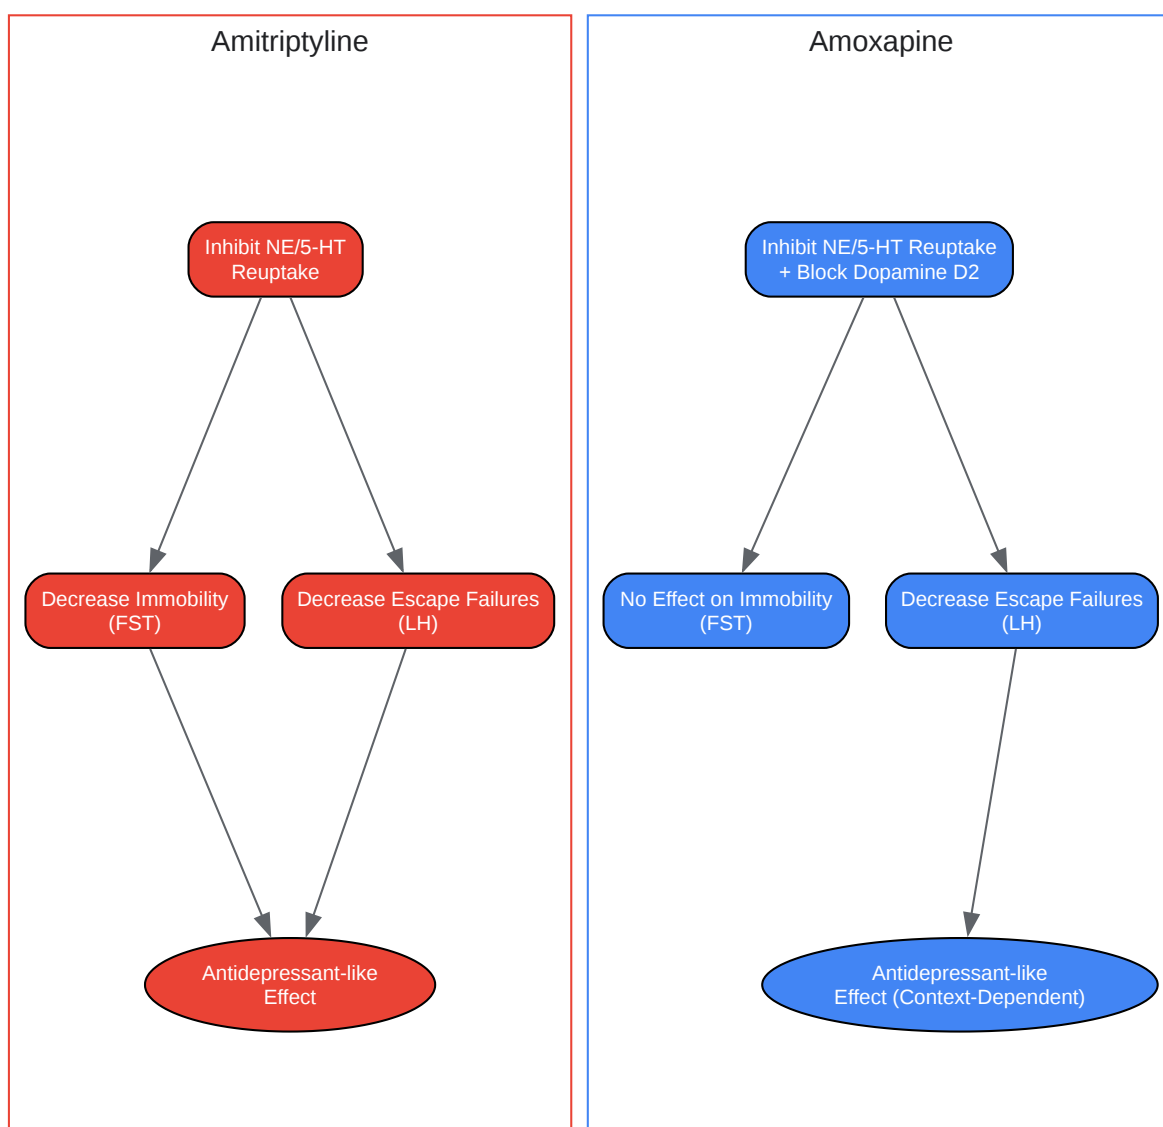 Amitriptyline
Inhibit NE/5-HT
Reuptake
Decrease Immobility
(FST)
Decrease Escape Failures
(LH)
Antidepressant-like
Effect
Amoxapine
Inhibit NE/5-HT Reuptake
+ Block Dopamine D2
No Effect on Immobility
(FST)
Decrease Escape Failures
(LH)
Antidepressant-like
Effect (Context-Dependent)